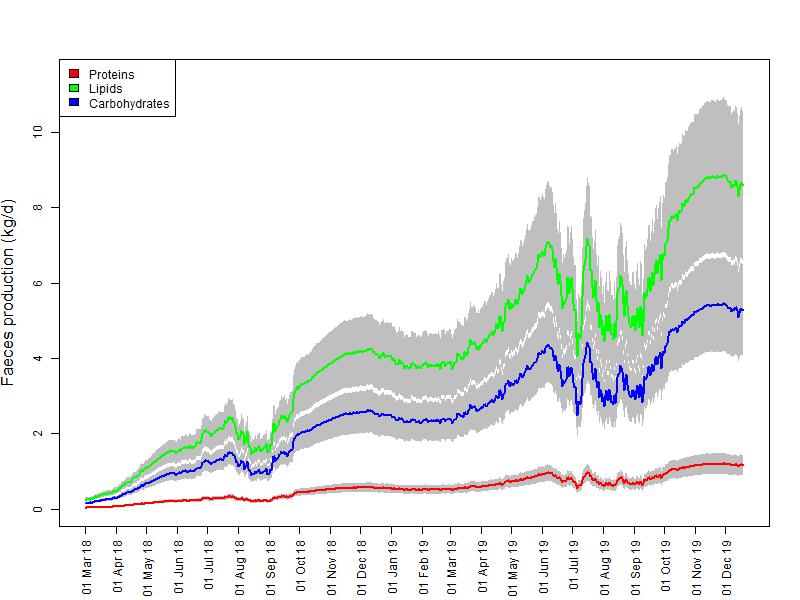 Proteins
Lipids
Carbohydrates
Faeces production (kg/d)
10
8
6
4
2
0
01 Mar 18
01 Apr 18
01 May 18
01 Jun 18
01 Jul 18
01 Aug 18
01 Sep 18
01 Oct 18
01 Nov 18
01 Dec 18
01 Jan 19
01 Feb 19
01 Mar 19
01 Apr 19
01 May 19
01 Jun 19
01 Jul 19
01 Aug 19
01 Sep 19
01 Oct 19
01 Nov 19
01 Dec 19